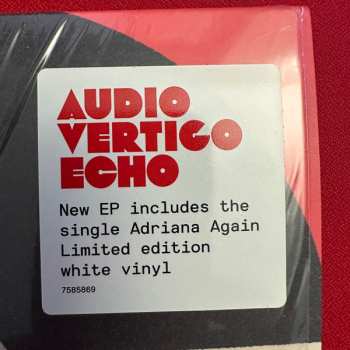 AUDIO
VERTIGO
ECHO
New EP includes the
single Adriana Again
Limited edition
white vinyl
7585869